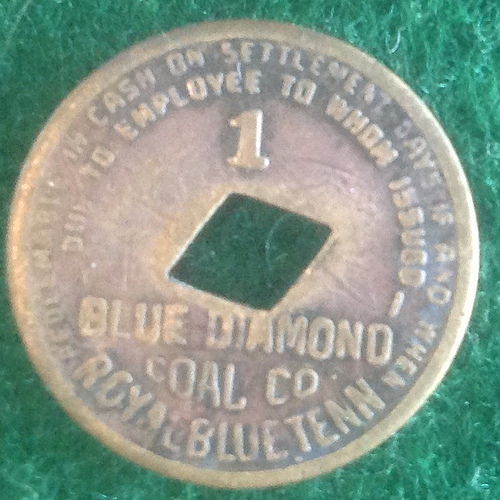 REDEEMABLE IN CASH ON SETTLEMENT DAYS IF AND WHEN
DUE TO EMPLOYEE TO WHOM ISSUED
1
BLUE DIAMOND
COAL CO.
ROYAL BLUE TENN